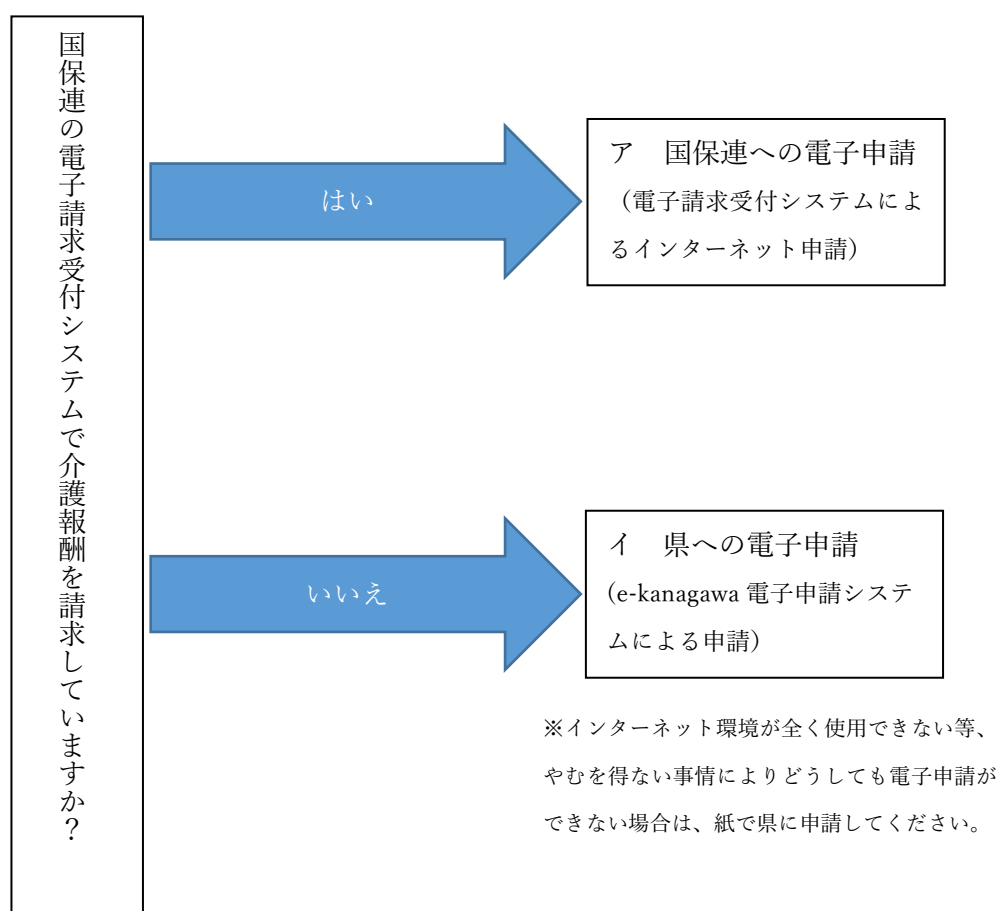 国保連の電子請求受付システムで介護報酬を請求していますか？
はい
ア　国保連への電子申請
（電子請求受付システムによ
るインターネット申請）
いいえ
イ　県への電子申請
(e-kanagawa 電子申請システ
ムによる申請）
※インターネット環境が全く使用できない等、
やむを得ない事情によりどうしても電子申請が
できない場合は、紙で県に申請してください。